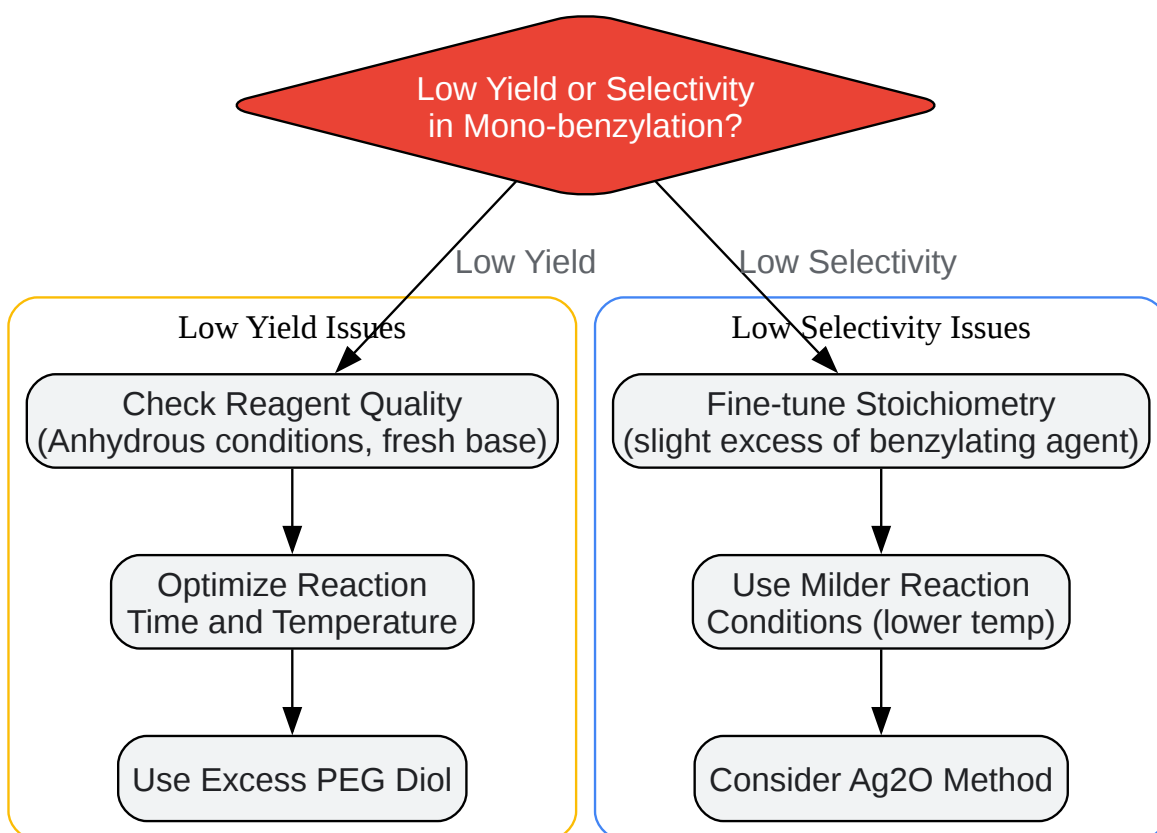 Low Yield or Selectivity
in Mono-benzylation?
Low Yield
Low Selectivity
Low Yield Issues
Check Reagent Quality
(Anhydrous conditions, fresh base)
Optimize Reaction
Time and Temperature
Use Excess PEG Diol
Low Selectivity Issues
Fine-tune Stoichiometry
(slight excess of benzylating agent)
Use Milder Reaction
Conditions (lower temp)
Consider Ag2O Method